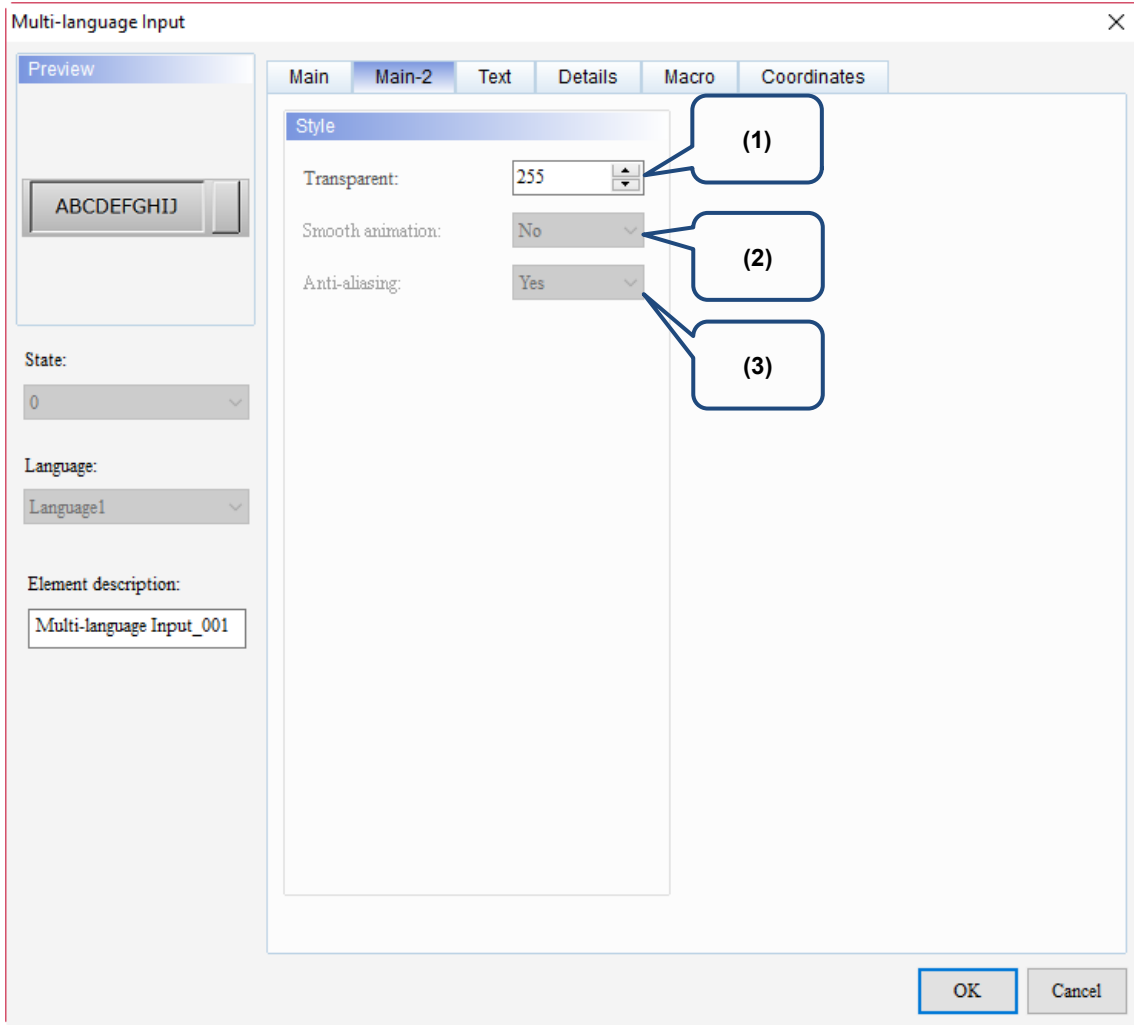 Multi-language Input
Preview
ABCDEFGHIJ
State:
0
Language:
Language1
Element description:
Multi-language Input_001
Main Main-2 Text Details Macro Coordinates
Style
Transparent: 255
Smooth animation: No
Anti-aliasing: Yes
(1)
(2)
(3)
OK Cancel